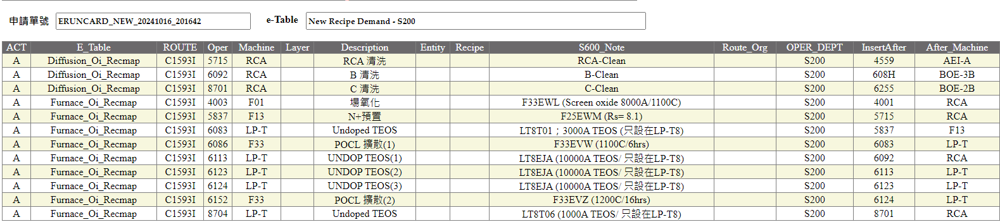 申請單號 ERUNCARD_NEW_20241016_201642 e-Table New Recipe Demand - S200
ACT E_Table ROUTE Oper Machine Layer Description Entity Recipe S600_Note Route_Org OPER_DEPT InsertAfter After_Machine
A Diffusion_Oi_Recmap C1593I 5715 RCA RCA 清洗 RCA-Clean S200 4559 AEI-A
A Diffusion_Oi_Recmap C1593I 6092 RCA B 清洗 B-Clean S200 608H BOE-3B
A Diffusion_Oi_Recmap C1593I 8701 RCA C 清洗 C-Clean S200 6255 BOE-2B
A Furnace_Oi_Recmap C1593I 4003 F01 場氧化 F33EWL (Screen oxide 8000A/1100C) S200 4001 RCA
A Furnace_Oi_Recmap C1593I 5837 F13 N+預置 F25EWM (Rs= 8.1) S200 5715 RCA
A Furnace_Oi_Recmap C1593I 6083 LP-T Undoped TEOS LT8T01；3000A TEOS (只設在LP-T8) S200 5837 F13
A Furnace_Oi_Recmap C1593I 6086 F33 POCL 擴散(1) F33EVW (1100C/6hrs) S200 6083 LP-T
A Furnace_Oi_Recmap C1593I 6113 LP-T UNDOP TEOS(1) LT8EJA (10000A TEOS/ 只設在LP-T8) S200 6092 RCA
A Furnace_Oi_Recmap C1593I 6123 LP-T UNDOP TEOS(2) LT8EJA (10000A TEOS/ 只設在LP-T8) S200 6113 LP-T
A Furnace_Oi_Recmap C1593I 6124 LP-T UNDOP TEOS(3) LT8EJA (10000A TEOS/ 只設在LP-T8) S200 6123 LP-T
A Furnace_Oi_Recmap C1593I 6152 F33 POCL 擴散(2) F33EVZ (1200C/16hrs) S200 6124 LP-T
A Furnace_Oi_Recmap C1593I 8704 LP-T Undoped TEOS LT8T06 (1000A TEOS/ 只設在LP-T8) S200 8701 RCA